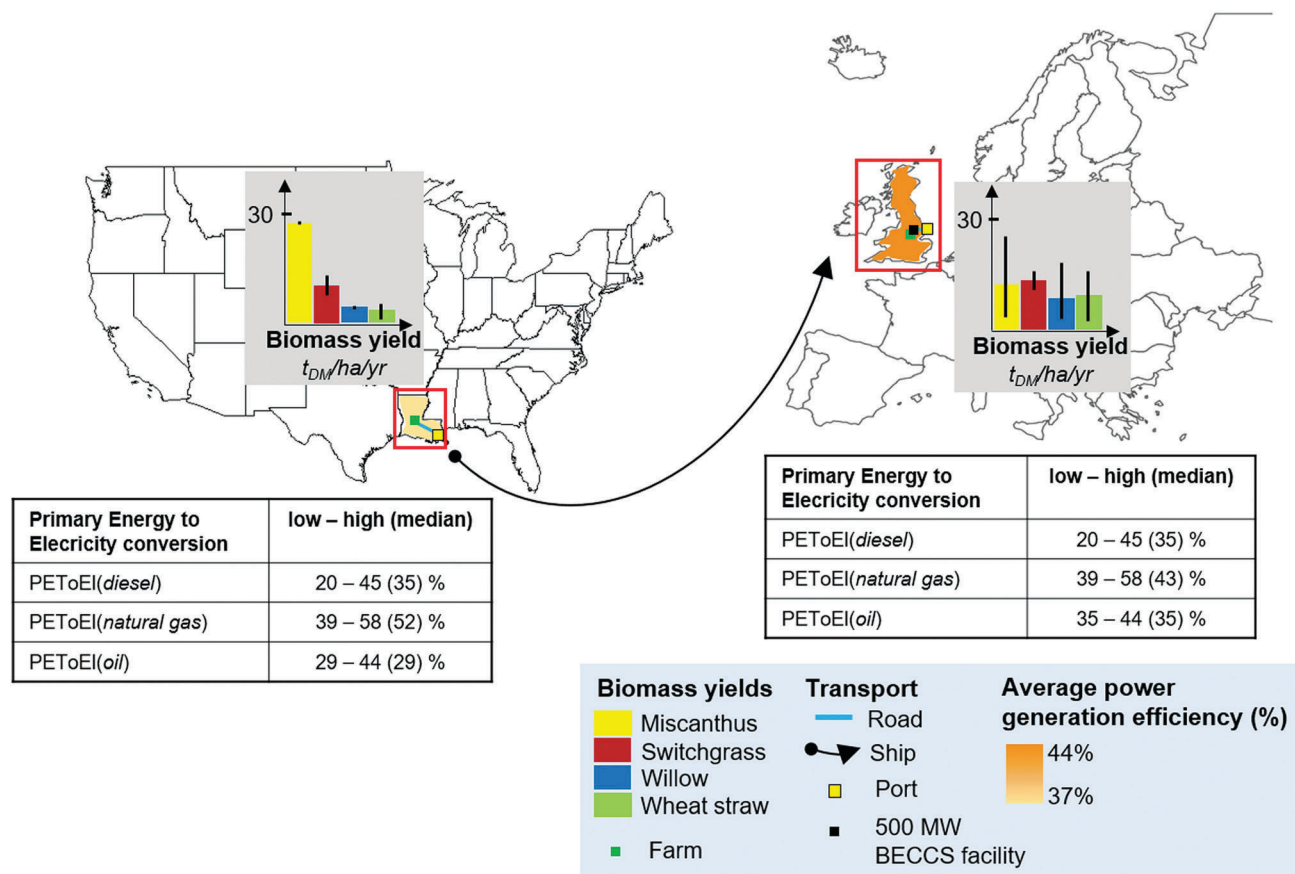 30
Biomass yield
t_DM/ha/yr
30
Biomass yield
t_DM/ha/yr
Primary Energy to
Elecricity conversion
low – high (median)
PEToEl(diesel)
20 – 45 (35) %
PEToEl(natural gas)
39 – 58 (52) %
PEToEl(oil)
29 – 44 (29) %
Primary Energy to
Elecricity conversion
low – high (median)
PEToEl(diesel)
20 – 45 (35) %
PEToEl(natural gas)
39 – 58 (43) %
PEToEl(oil)
35 – 44 (35) %
Biomass yields
Miscanthus
Switchgrass
Willow
Wheat straw
Farm
Transport
Road
Ship
Port
500 MW
BECCS facility
Average power
generation efficiency (%)
44%
37%